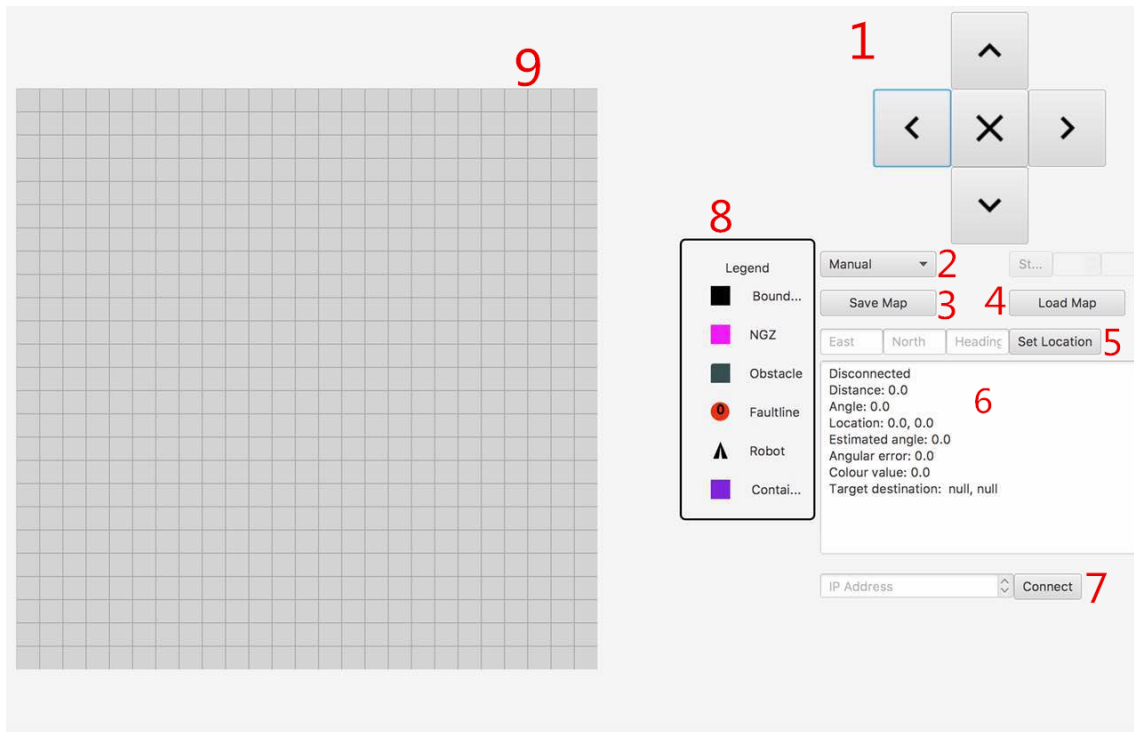 9
1
8
Legend
Bound...
NGZ
Obstacle
0
Faultline
Robot
Contai...
Manual
2
St...
Save Map
3
4
Load Map
East
North
Heading
Set Location
5
Disconnected
Distance: 0.0
Angle: 0.0
Location: 0.0, 0.0
Estimated angle: 0.0
Angular error: 0.0
Colour value: 0.0
Target destination: null, null
6
IP Address
Connect
7